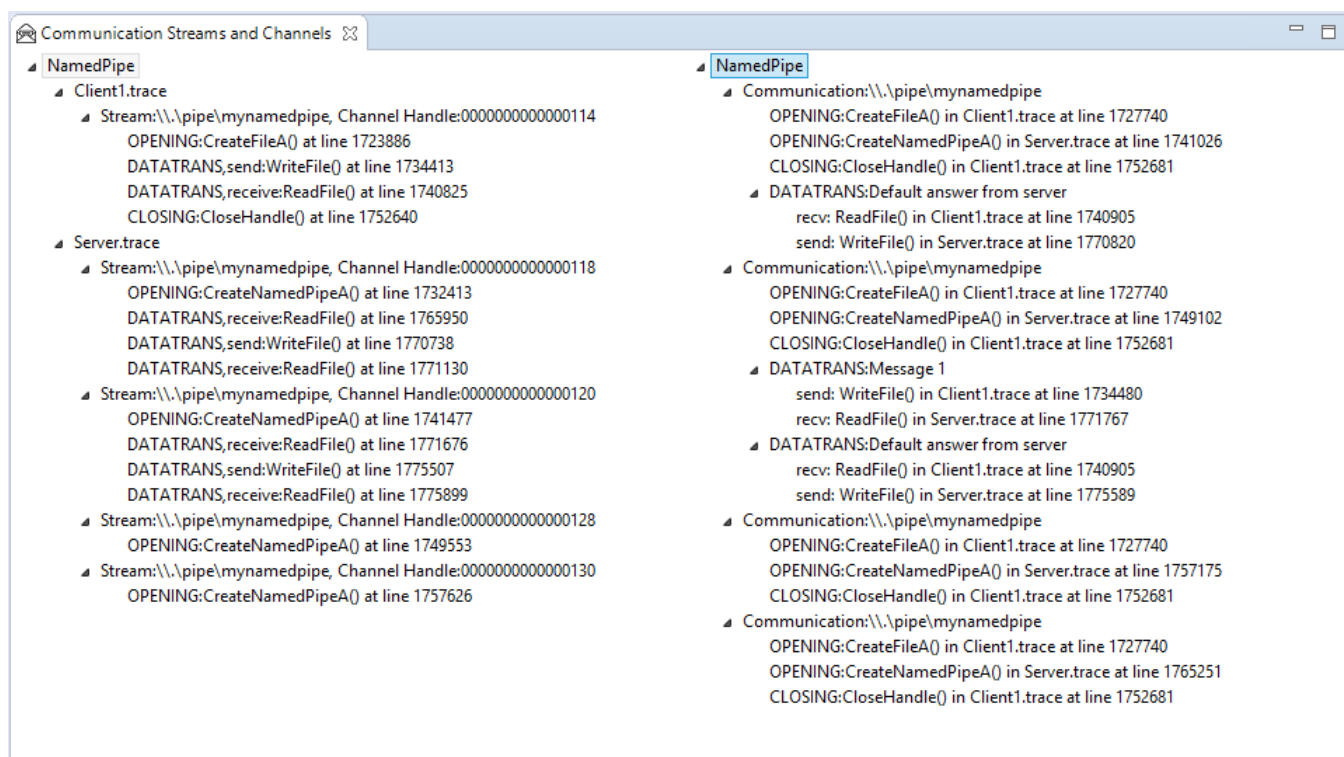 Communication Streams and Channels
NamedPipe
Client1.trace
Stream:\\.\pipe\mynamedpipe, Channel Handle:0000000000000114
OPENING:CreateFileA() at line 1723886
DATATRANS,send:WriteFile() at line 1734413
DATATRANS,receive:ReadFile() at line 1740825
CLOSING:CloseHandle() at line 1752640
Server.trace
Stream:\\.\pipe\mynamedpipe, Channel Handle:0000000000000118
OPENING:CreateNamedPipeA() at line 1732413
DATATRANS,receive:ReadFile() at line 1765950
DATATRANS,send:WriteFile() at line 1770738
DATATRANS,receive:ReadFile() at line 1771130
Stream:\\.\pipe\mynamedpipe, Channel Handle:0000000000000120
OPENING:CreateNamedPipeA() at line 1741477
DATATRANS,receive:ReadFile() at line 1771676
DATATRANS,send:WriteFile() at line 1775507
DATATRANS,receive:ReadFile() at line 1775899
Stream:\\.\pipe\mynamedpipe, Channel Handle:0000000000000128
OPENING:CreateNamedPipeA() at line 1749553
Stream:\\.\pipe\mynamedpipe, Channel Handle:0000000000000130
OPENING:CreateNamedPipeA() at line 1757626
NamedPipe
Communication:\\.\pipe\mynamedpipe
OPENING:CreateFileA() in Client1.trace at line 1727740
OPENING:CreateNamedPipeA() in Server.trace at line 1741026
CLOSING:CloseHandle() in Client1.trace at line 1752681
DATATRANS:Default answer from server
recv: ReadFile() in Client1.trace at line 1740905
send: WriteFile() in Server.trace at line 1770820
Communication:\\.\pipe\mynamedpipe
OPENING:CreateFileA() in Client1.trace at line 1727740
OPENING:CreateNamedPipeA() in Server.trace at line 1749102
CLOSING:CloseHandle() in Client1.trace at line 1752681
DATATRANS:Message 1
send: WriteFile() in Client1.trace at line 1734480
recv: ReadFile() in Server.trace at line 1771767
DATATRANS:Default answer from server
recv: ReadFile() in Client1.trace at line 1740905
send: WriteFile() in Server.trace at line 1775589
Communication:\\.\pipe\mynamedpipe
OPENING:CreateFileA() in Client1.trace at line 1727740
OPENING:CreateNamedPipeA() in Server.trace at line 1757175
CLOSING:CloseHandle() in Client1.trace at line 1752681
Communication:\\.\pipe\mynamedpipe
OPENING:CreateFileA() in Client1.trace at line 1727740
OPENING:CreateNamedPipeA() in Server.trace at line 1765251
CLOSING:CloseHandle() in Client1.trace at line 1752681